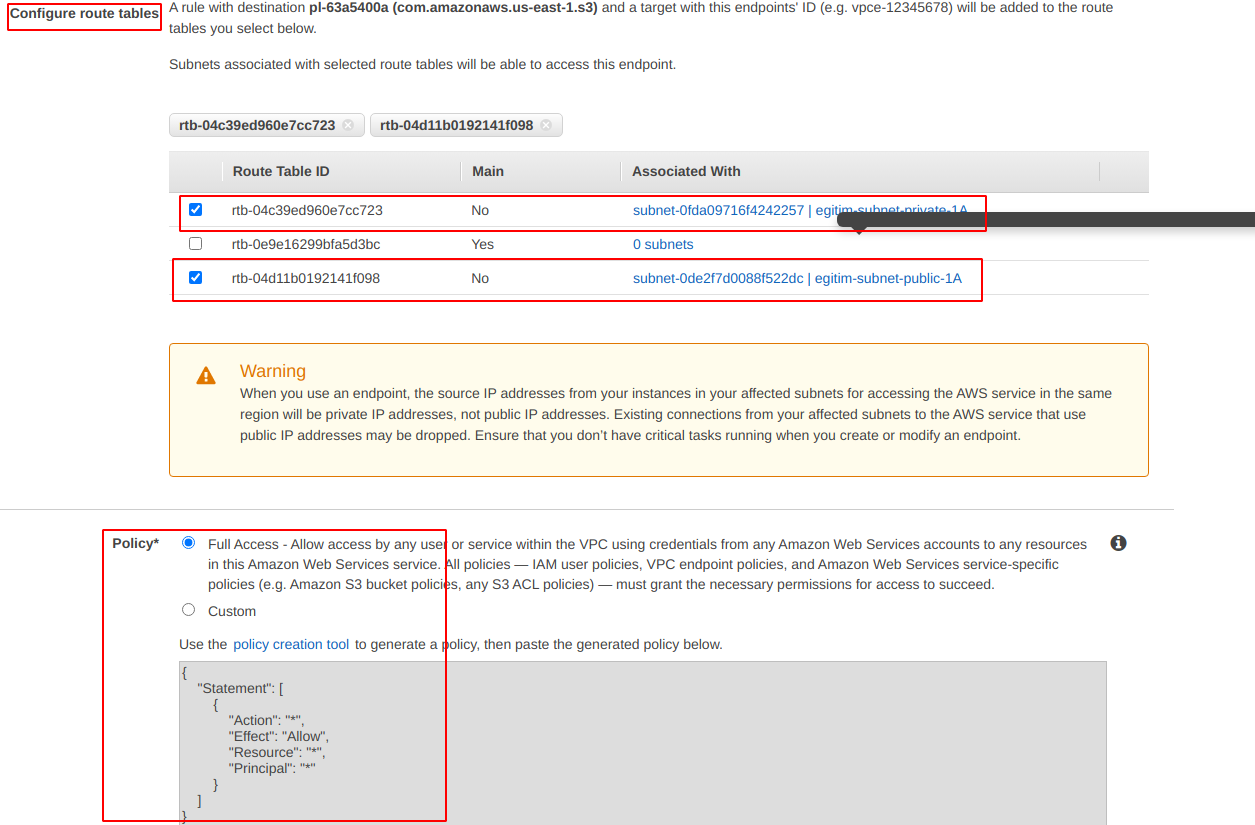 Configure route tables
A rule with destination pl-63a5400a (com.amazonaws.us-east-1.s3) and a target with this endpoints' ID (e.g. vpce-12345678) will be added to the route
tables you select below.
Subnets associated with selected route tables will be able to access this endpoint.
rtb-04c39ed960e7cc723 rtb-04d11b0192141f098
Route Table ID Main Associated With
rtb-04c39ed960e7cc723 No subnet-0fda09716f4242257 | egitim-subnet-private-1A
rtb-0e9e16299bfa5d3bc Yes 0 subnets
rtb-04d11b0192141f098 No subnet-0de2f7d0088f522dc | egitim-subnet-public-1A
Warning
When you use an endpoint, the source IP addresses from your instances in your affected subnets for accessing the AWS service in the same
region will be private IP addresses, not public IP addresses. Existing connections from your affected subnets to the AWS service that use
public IP addresses may be dropped. Ensure that you don’t have critical tasks running when you create or modify an endpoint.
Policy* Full Access - Allow access by any user or service within the VPC using credentials from any Amazon Web Services accounts to any resources
in this Amazon Web Services service. All policies — IAM user policies, VPC endpoint policies, and Amazon Web Services service-specific
policies (e.g. Amazon S3 bucket policies, any S3 ACL policies) — must grant the necessary permissions for access to succeed.
Custom
Use the policy creation tool to generate a policy, then paste the generated policy below.
{
"Statement": [
{
"Action": "*",
"Effect": "Allow",
"Resource": "*",
"Principal": "*"
}
]
}